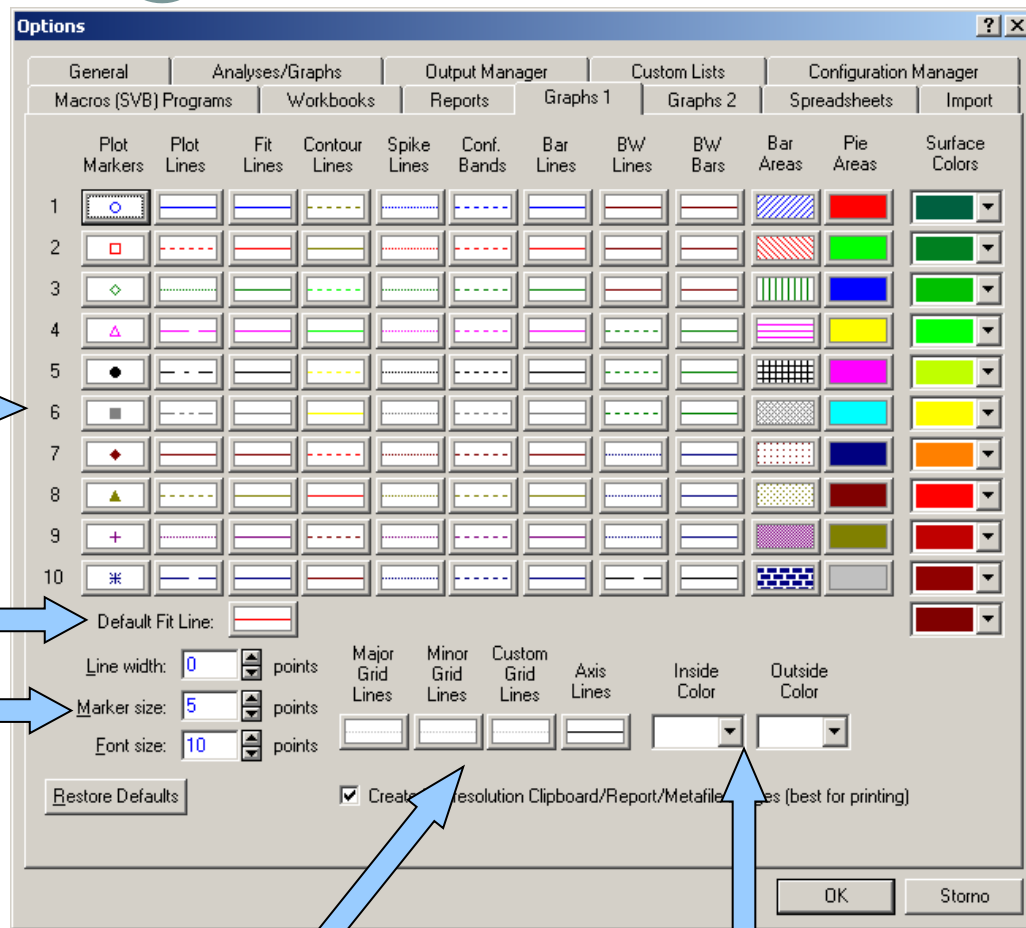 Options
General Analyses/Graphs Output Manager Custom Lists Configuration Manager
Macros (SVB) Programs Workbooks Reports Graphs 1 Graphs 2 Spreadsheets Import
Plot Markers Plot Lines Fit Lines Contour Lines Spike Lines Conf. Bands Bar Lines BW Lines BW Bars Bar Areas Pie Areas Surface Colors
1
2
3
4
5
6
7
8
9
10
Default Fit Line:
Line width: 0 points
Marker size: 5 points
Font size: 10 points
Major Grid Lines Minor Grid Lines Custom Grid Lines Axis Lines Inside Color Outside Color
Restore Defaults
Create resolution Clipboard/Report/Metafile (best for printing)
OK Storno